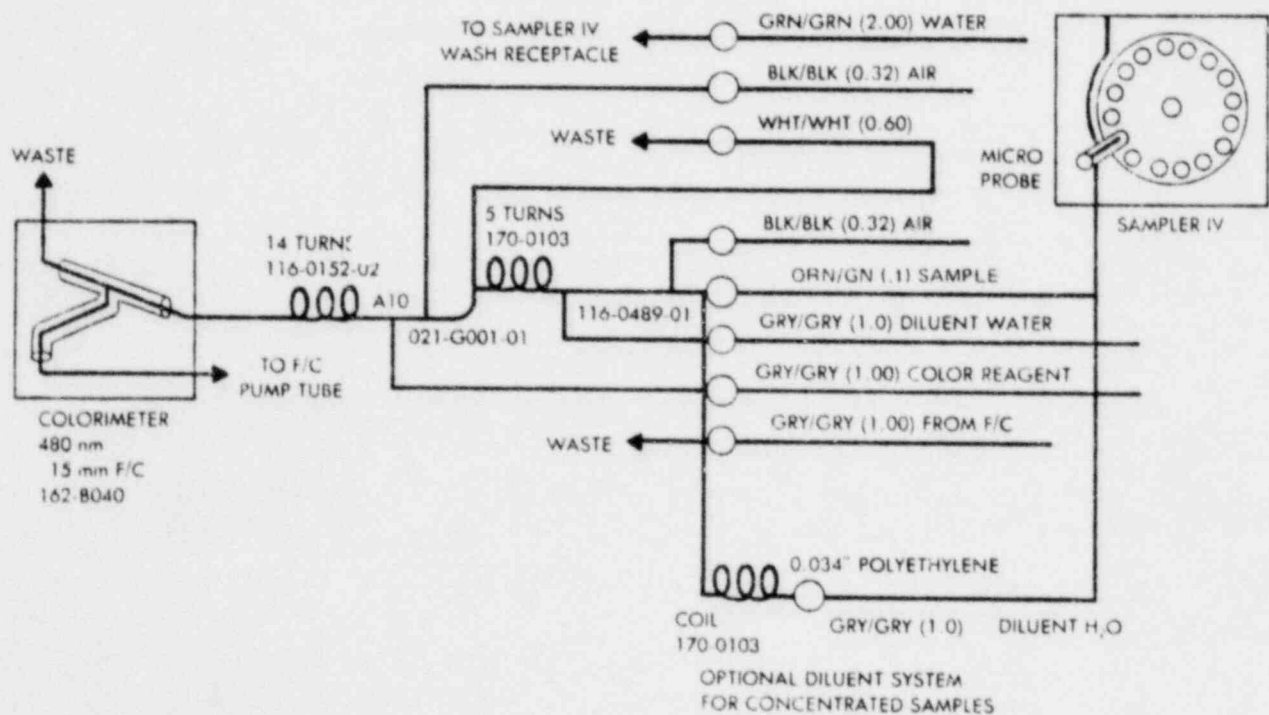 GRN/GRN (2.00) WATER
TO SAMPLER IV
WASH RECEPTACLE
BLK/BLK (0.32) AIR
WHT/WHT (0.60)
WASTE
WASTE
MICRO
PROBE
SAMPLER IV
5 TURNS
170-0103
BLK/BLK (0.32) AIR
14 TURNS
116-0152-02
A10
ORN/GN (.1) SAMPLE
116-0489-01
021-G001-01
GRY/GRY (1.0) DILUENT WATER
TO F/C
PUMP TUBE
GRY/GRY (1.00) COLOR REAGENT
COLORIMETER
480 nm
15 mm F/C
162-B040
GRY/GRY (1.00) FROM F/C
WASTE
0.034" POLYETHYLENE
COIL
170-0103
GRY/GRY (1.0) DILUENT H₂O
OPTIONAL DILUENT SYSTEM
FOR CONCENTRATED SAMPLES